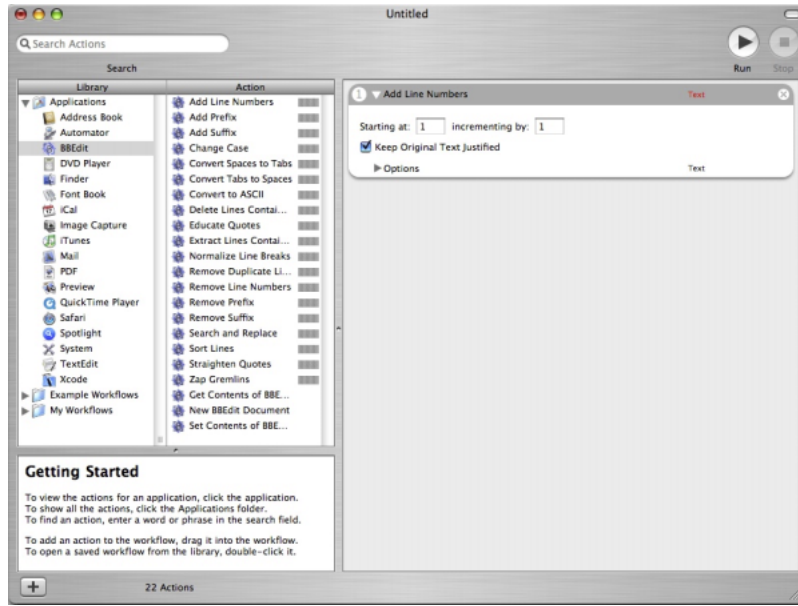 Untitled
Search Actions
Search
Run
Stop
Library
Applications
Address Book
Automator
BBEdit
DVD Player
Finder
Font Book
iCal
Image Capture
iTunes
Mail
PDF
Preview
QuickTime Player
Safari
Spotlight
System
TextEdit
Xcode
Example Workflows
My Workflows
Action
Add Line Numbers
Add Prefix
Add Suffix
Change Case
Convert Spaces to Tabs
Convert Tabs to Spaces
Convert to ASCII
Delete Lines Contai...
Educate Quotes
Extract Lines Contai...
Normalize Line Breaks
Remove Duplicate Li...
Remove Line Numbers
Remove Prefix
Remove Suffix
Search and Replace
Sort Lines
Straighten Quotes
Zap Gremlins
Get Contents of BBE...
New BBEdit Document
Set Contents of BBE...
1 Add Line Numbers Text
Starting at: 1 incrementing by: 1
Keep Original Text Justified
Options Text
Getting Started
To view the actions for an application, click the application.
To show all the actions, click the Applications folder.
To find an action, enter a word or phrase in the search field.
To add an action to the workflow, drag it into the workflow.
To open a saved workflow from the library, double-click it.
22 Actions